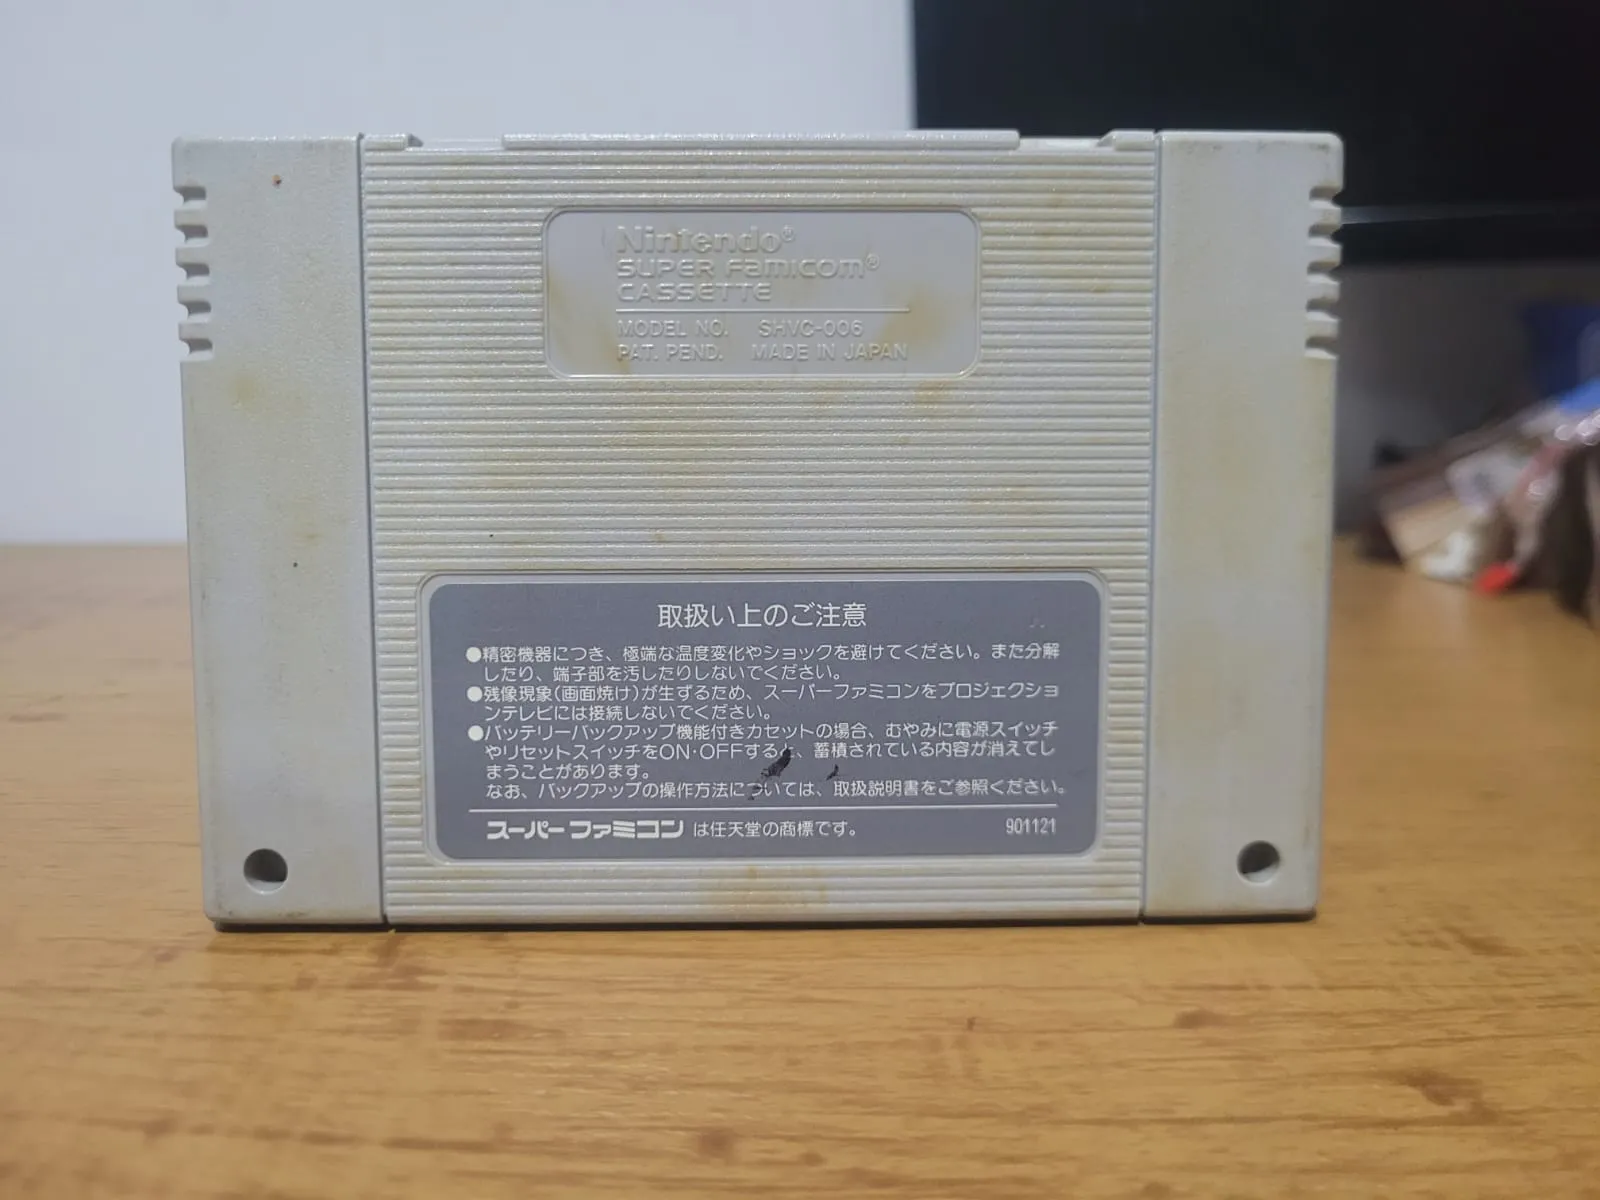 Nintendo®
SUPER FAMICOM®
CASSETTE
MODEL NO. SHVC-006
PAT. PEND. MADE IN JAPAN
取扱い上のご注意
●精密機器につき、極端な温度変化やショックを避けてください。また分解
したり、端子部を汚したりしないでください。
●残像現象(画面焼け)が生ずるため、スーパーファミコンをプロジェクショ
ンテレビには接続しないでください。
●バッテリーバックアップ機能付きカセットの場合、むやみに電源スイッチ
やリセットスイッチをON・OFFすると、蓄積されている内容が消えてし
まうことがあります。
なお、バックアップの操作方法については、取扱説明書をご参照ください。
スーパーファミコン は任天堂の商標です。 901121